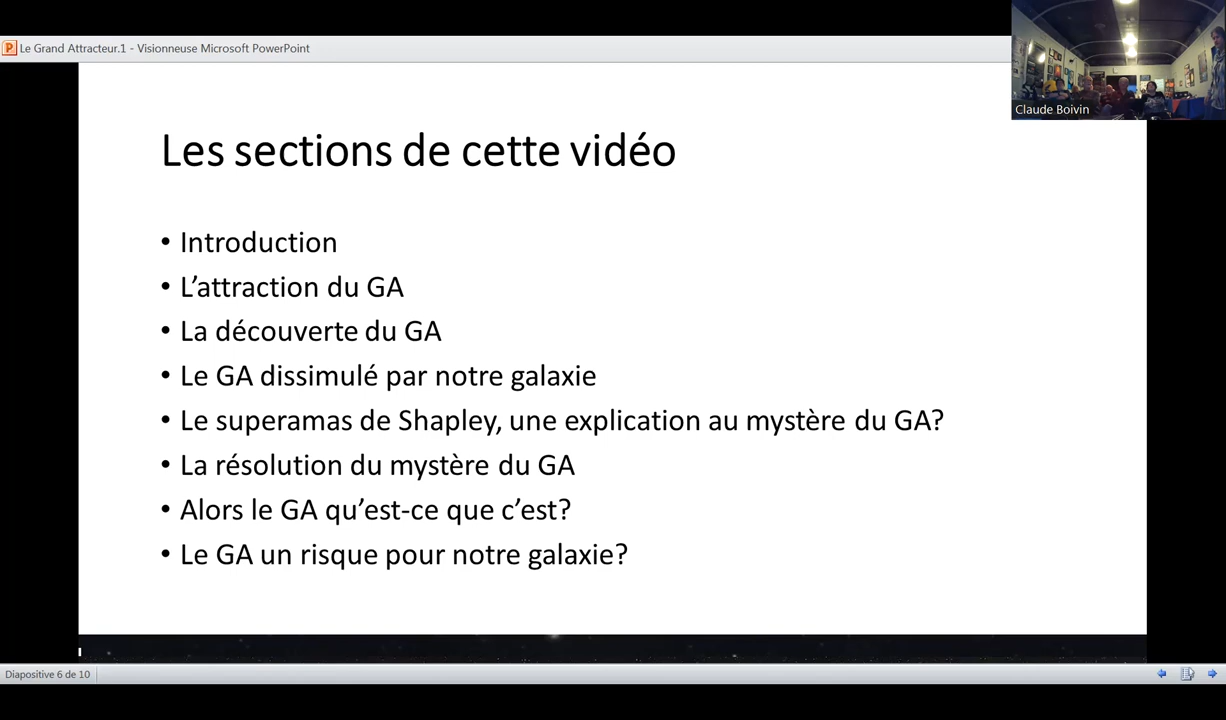 Le Grand Attracteur.1 - Visionneuse Microsoft PowerPoint
Claude Boivin
Les sections de cette vidéo
• Introduction
• L’attraction du GA
• La découverte du GA
• Le GA dissimulé par notre galaxie
• Le superamas de Shapley, une explication au mystère du GA?
• La résolution du mystère du GA
• Alors le GA qu’est-ce que c’est?
• Le GA un risque pour notre galaxie?
Diapositive 6 de 10